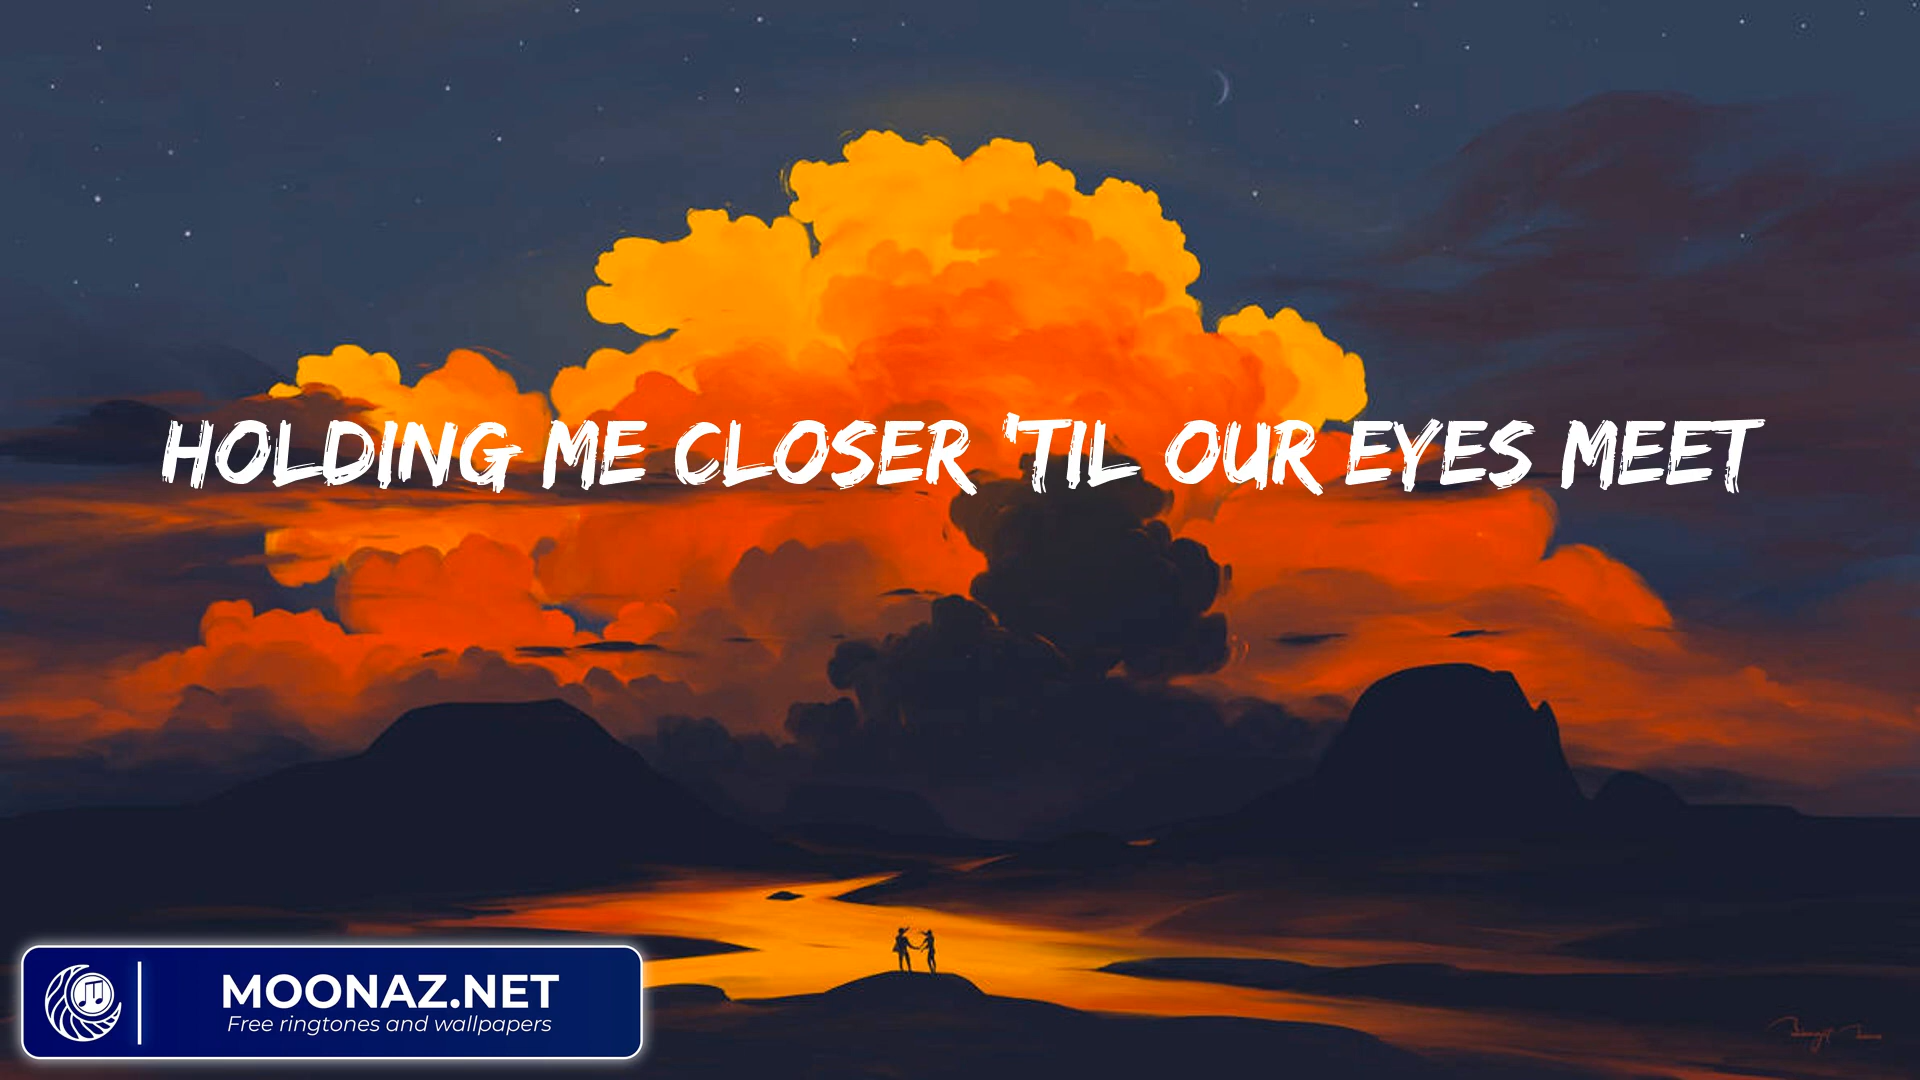 HOLDING ME CLOSER 'TIL OUR EYES MEET
MOONAZ.NET
Free ringtones and wallpapers